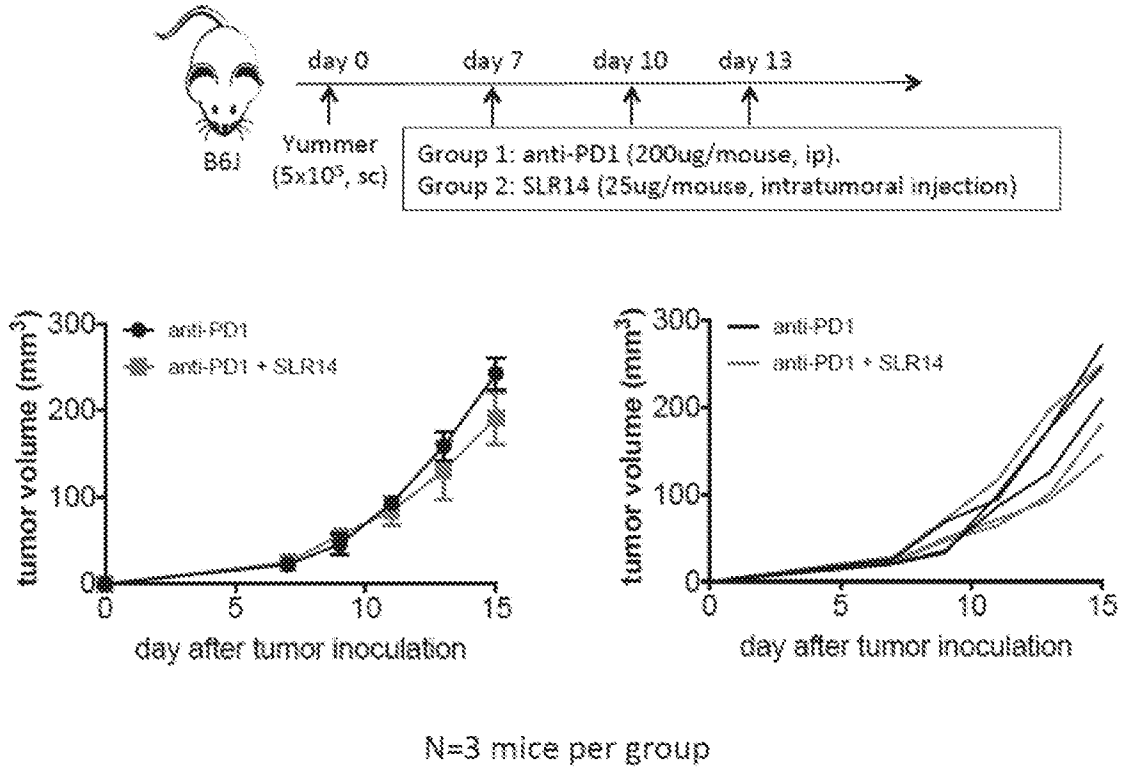 day 0
day 7
day 10
day 13
B6J
Yummer
(5x10⁵, sc)
Group 1: anti-PD1 (200ug/mouse, ip).
Group 2: SLR14 (25ug/mouse, intratumoral injection)
tumor volume (mm³)
300
200
100
0
anti-PD1
anti-PD1 + SLR14
0 5 10 15
day after tumor inoculation
tumor volume (mm³)
300
200
100
0
anti-PD1
anti-PD1 + SLR14
0 5 10 15
day after tumor inoculation
N=3 mice per group